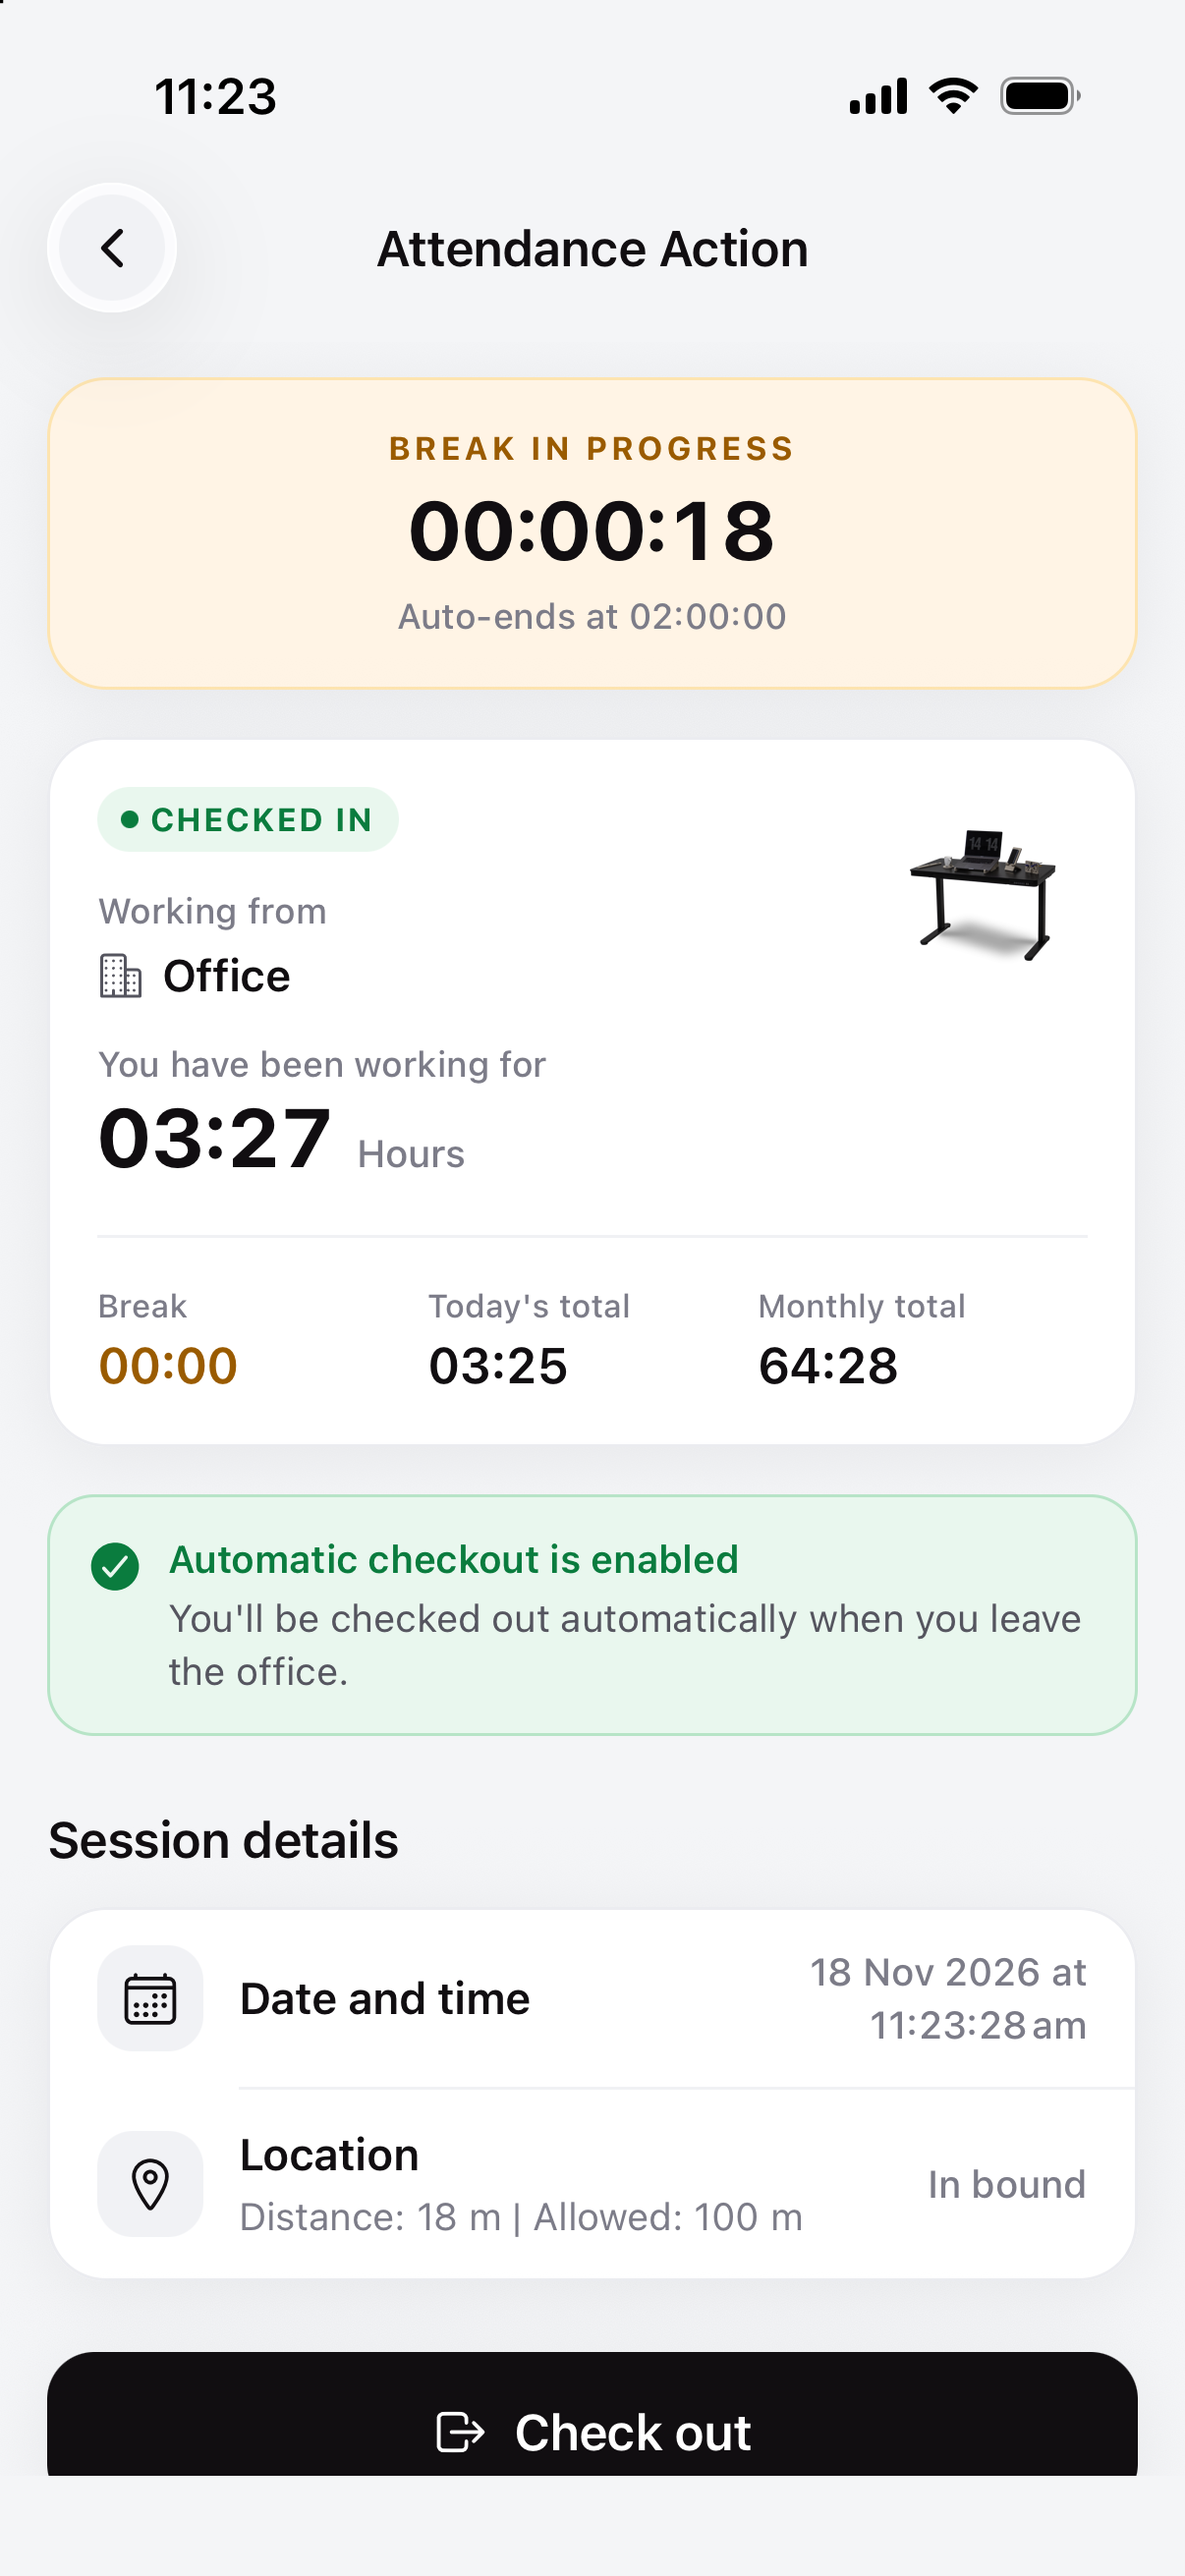 11:23
Attendance Action
BREAK IN PROGRESS
00:00:18
Auto-ends at 02:00:00
CHECKED IN
14 14
Working from
Office
You have been working for
03:27 Hours
Break
Today's total
Monthly total
00:00
03:25
64:28
Automatic checkout is enabled
You'll be checked out automatically when you leave
the office.
Session details
Date and time
18 Nov 2026 at
11:23:28 am
Location
Distance: 18 m | Allowed: 100 m
In bound
Check out